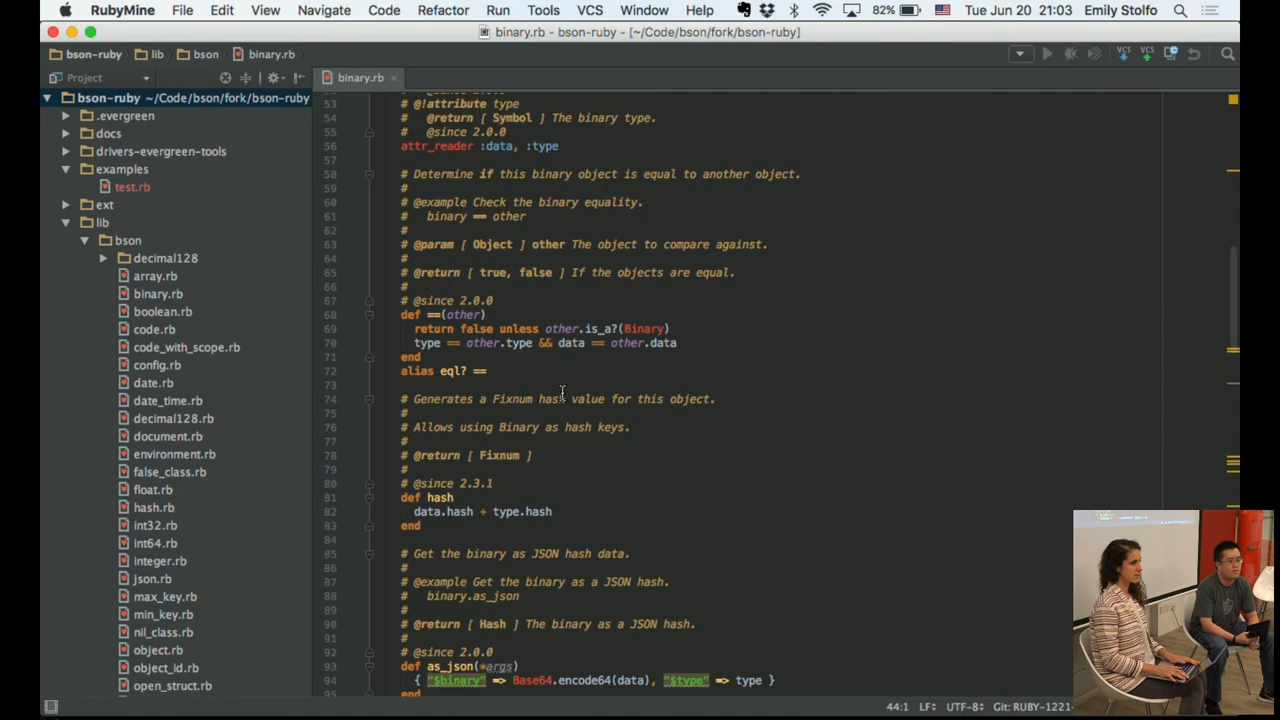 RubyMine File Edit View Navigate Code Refactor Run Tools VCS Window Help 82% Tue Jun 20 21:03 Emily Stolfo
binary.rb - bson-ruby - [~/Code/bson/fork/bson-ruby]
bson-ruby lib bson binary.rb
VCS VCS
Project
binary.rb
bson-ruby ~/Code/bson/fork/bson-ruby
.evergreen
docs
drivers-evergreen-tools
examples
test.rb
ext
lib
bson
decimal128
array.rb
binary.rb
boolean.rb
code.rb
code_with_scope.rb
config.rb
date.rb
date_time.rb
decimal128.rb
document.rb
environment.rb
false_class.rb
float.rb
hash.rb
int32.rb
int64.rb
integer.rb
json.rb
max_key.rb
min_key.rb
nil_class.rb
object.rb
object_id.rb
open_struct.rb
53 # @!attribute type
54 #   @return [ Symbol ] The binary type.
55 #   @since 2.0.0
56 attr_reader :data, :type
57
58 # Determine if this binary object is equal to another object.
59 #
60 # @example Check the binary equality.
61 #   binary == other
62 #
63 # @param [ Object ] other The object to compare against.
64 #
65 # @return [ true, false ] If the objects are equal.
66 #
67 # @since 2.0.0
68 def ==(other)
69   return false unless other.is_a?(Binary)
70   type == other.type && data == other.data
71 end
72 alias eql? ==
73
74 # Generates a Fixnum hash value for this object.
75 #
76 # Allows using Binary as hash keys.
77 #
78 # @return [ Fixnum ]
79 #
80 # @since 2.3.1
81 def hash
82   data.hash + type.hash
83 end
84
85 # Get the binary as JSON hash data.
86 #
87 # @example Get the binary as a JSON hash.
88 #   binary.as_json
89 #
90 # @return [ Hash ] The binary as a JSON hash.
91 #
92 # @since 2.0.0
93 def as_json(*args)
94   { "$binary" => Base64.encode64(data), "$type" => type }
95 end
44:1 LF÷ UTF-8÷ Git: RUBY-1221